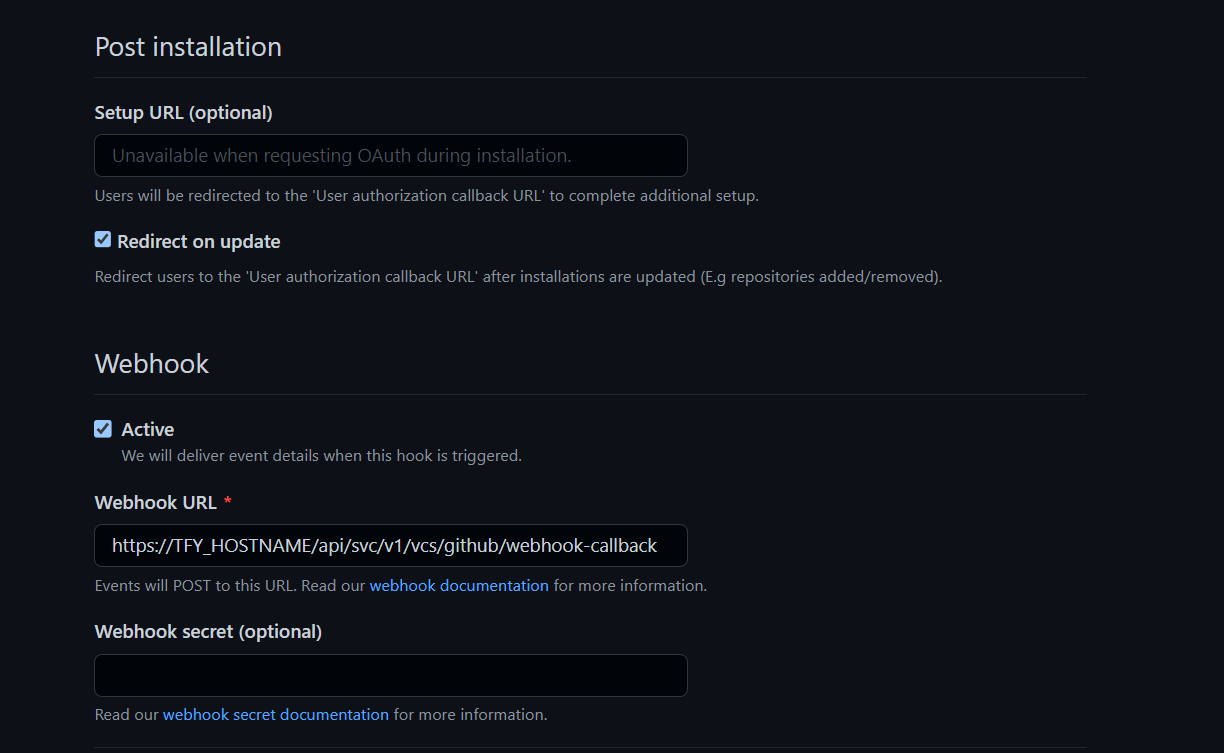 Post installation
Setup URL (optional)
Unavailable when requesting OAuth during installation.
Users will be redirected to the 'User authorization callback URL' to complete additional setup.
Redirect on update
Redirect users to the 'User authorization callback URL' after installations are updated (E.g repositories added/removed).
Webhook
Active
We will deliver event details when this hook is triggered.
Webhook URL *
https://TFY_HOSTNAME/api/svc/v1/vcs/github/webhook-callback
Events will POST to this URL. Read our webhook documentation for more information.
Webhook secret (optional)
Read our webhook secret documentation for more information.